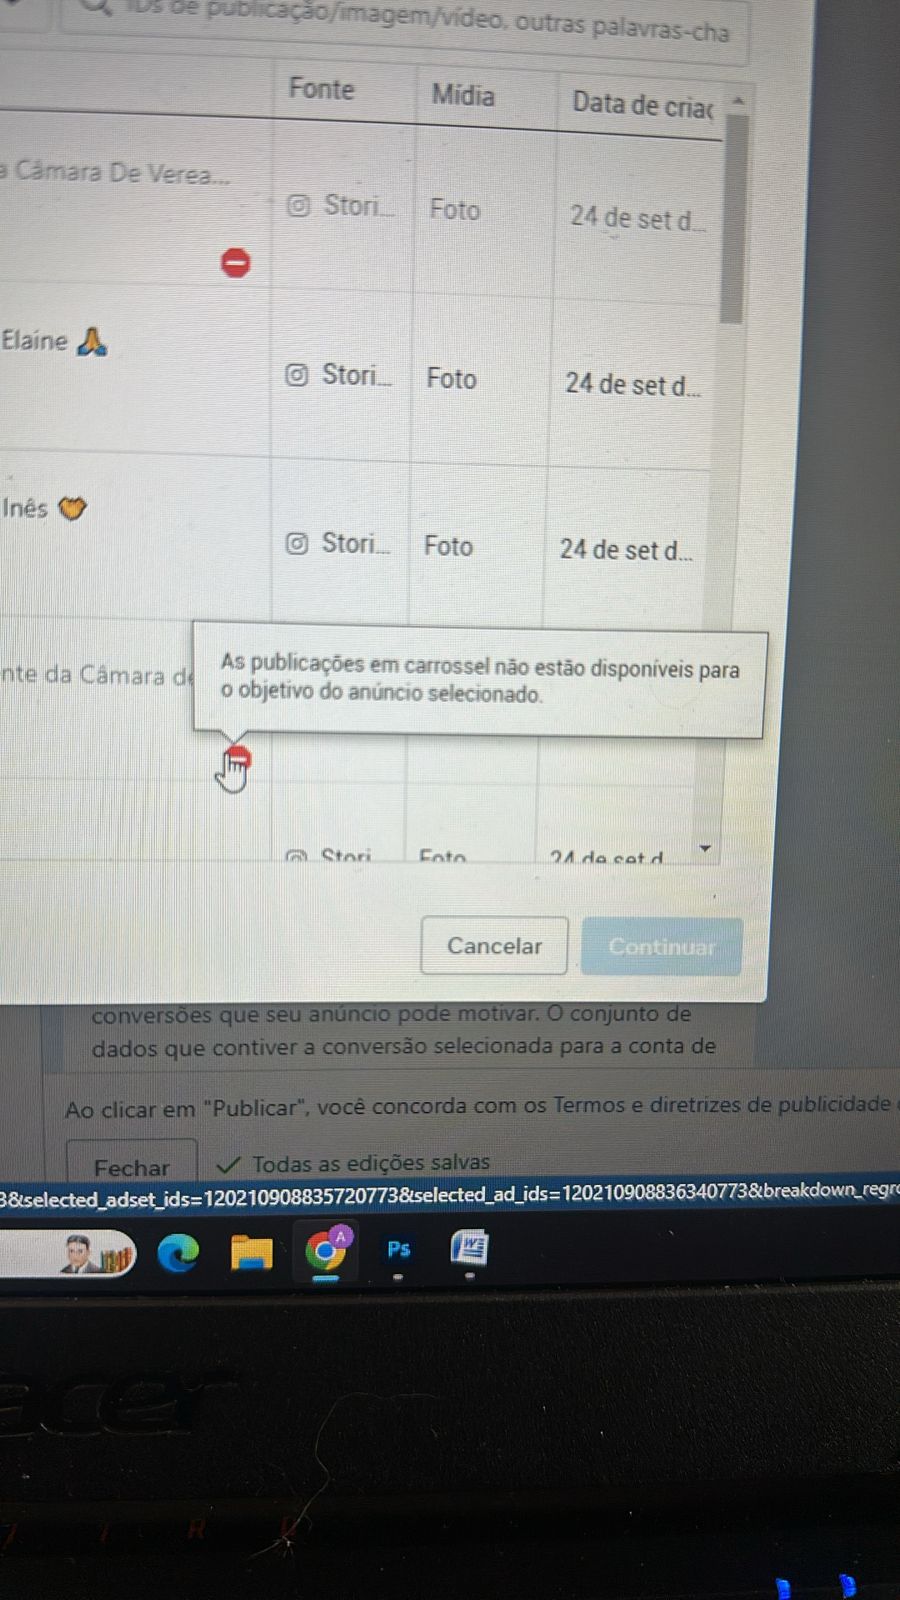 IDs de publicação/imagem/vídeo, outras palavras-cha
Fonte
Mídia
Data de criaç
a Câmara De Verea...
Stori...
Foto
24 de set d...
Elaine 🙏
Stori...
Foto
24 de set d...
Inês 🧡
Stori...
Foto
24 de set d...
nte da Câmara de
As publicações em carrossel não estão disponíveis para
o objetivo do anúncio selecionado.
Stori
Foto
24 de set d
Cancelar
Continuar
conversões que seu anúncio pode motivar. O conjunto de
dados que contiver a conversão selecionada para a conta de
Ao clicar em "Publicar", você concorda com os Termos e diretrizes de publicidade
Fechar
Todas as edições salvas
3&selected_adset_ids=120210908835720773&selected_ad_ids=120210908836340773&breakdown_regr
A
Ps
W
acer